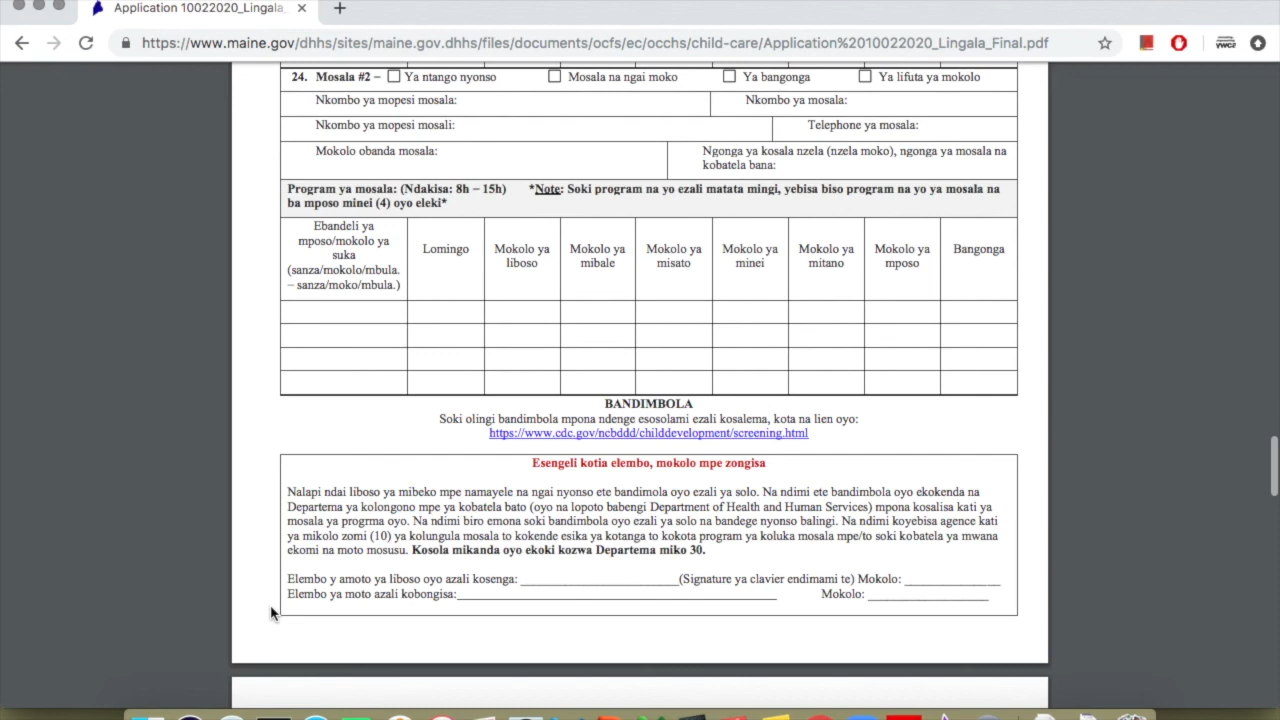 Application 10022020_Lingala_
https://www.maine.gov/dhhs/sites/maine.gov.dhhs/files/documents/ocfs/ec/occhs/child-care/Application%2010022020_Lingala_Final.pdf
24. Mosala #2 – Ya ntango nyonso Mosala na ngai moko Ya bangonga Ya lifuta ya mokolo
Nkombo ya mopesi mosala: Nkombo ya mosala:
Nkombo ya mopesi mosali: Telephone ya mosala:
Mokolo obanda mosala: Ngonga ya kosala nzela (nzela moko), ngonga ya mosala na
kobatela bana:
Program ya mosala: (Ndakisa: 8h – 15h) *Note: Soki program na yo ezali matata mingi, yebisa biso program na yo ya mosala na
ba mposo minei (4) oyo eleki*
Ebandeli ya
mposo/mokolo ya
suka
(sanza/mokolo/mbula.
– sanza/moko/mbula.)
Lomingo
Mokolo ya
liboso
Mokolo ya
mibale
Mokolo ya
misato
Mokolo ya
minei
Mokolo ya
mitano
Mokolo ya
mposo
Bangonga
BANDIMBOLA
Soki olingi bandimbola mpona ndenge esosolami ezali kosalema, kota na lien oyo:
https://www.cdc.gov/ncbddd/childdevelopment/screening.html
Esengeli kotia elembo, mokolo mpe zongisa
Nalapi ndai liboso ya mibeko mpe namayele na ngai nyonso ete bandimola oyo ezali ya solo. Na ndimi ete bandimbola oyo ekokenda na
Departema ya kolongono mpe ya kobatela bato (oyo na lopoto babengi Department of Health and Human Services) mpona kosalisa kati ya
mosala ya progrma oyo. Na ndimi biro emona soki bandimbola oyo ezali ya solo na bandege nyonso balingi. Na ndimi koyebisa agence kati
ya mikolo zomi (10) ya kolungula mosala to kokende esika ya kotanga to kokota program ya koluka mosala mpe/to soki kobatela ya mwana
ekomi na moto mosusu. Kosola mikanda oyo ekoki kozwa Departema miko 30.
Elembo y amoto ya liboso oyo azali kosenga: (Signature ya clavier endimami te) Mokolo:
Elembo ya moto azali kobongisa: Mokolo: